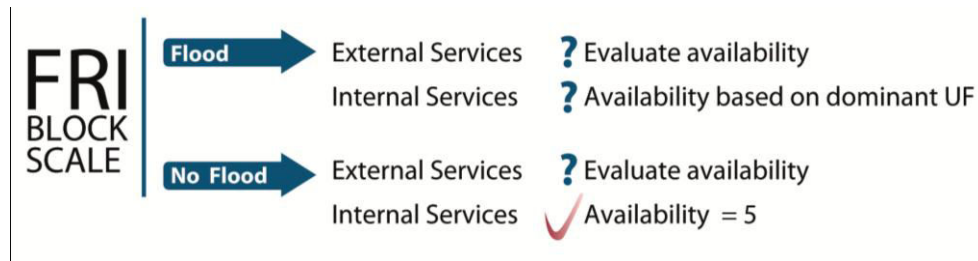 FRI
BLOCK
SCALE
Flood
External Services ? Evaluate availability
Internal Services ? Availability based on dominant UF
No Flood
External Services ? Evaluate availability
Internal Services ✓ Availability = 5